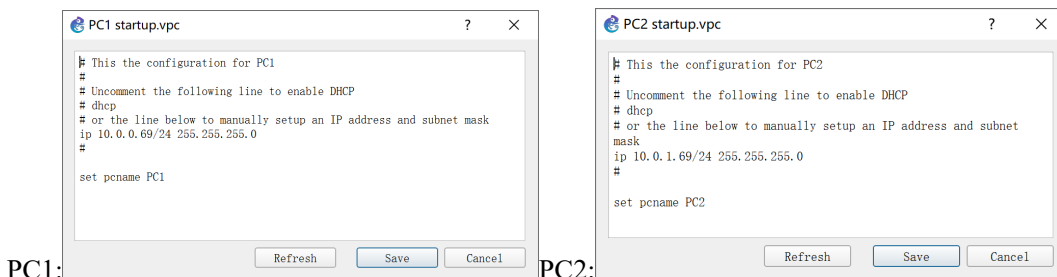 PC1 startup.vpc ? ×
# This the configuration for PC1
#
# Uncomment the following line to enable DHCP
# dhcp
# or the line below to manually setup an IP address and subnet mask
ip 10.0.0.69/24 255.255.255.0
#
set pcname PC1
Refresh Save Cancel
PC1:
PC2 startup.vpc ? ×
# This the configuration for PC2
#
# Uncomment the following line to enable DHCP
# dhcp
# or the line below to manually setup an IP address and subnet
mask
ip 10.0.1.69/24 255.255.255.0
#
set pcname PC2
Refresh Save Cancel
PC2: